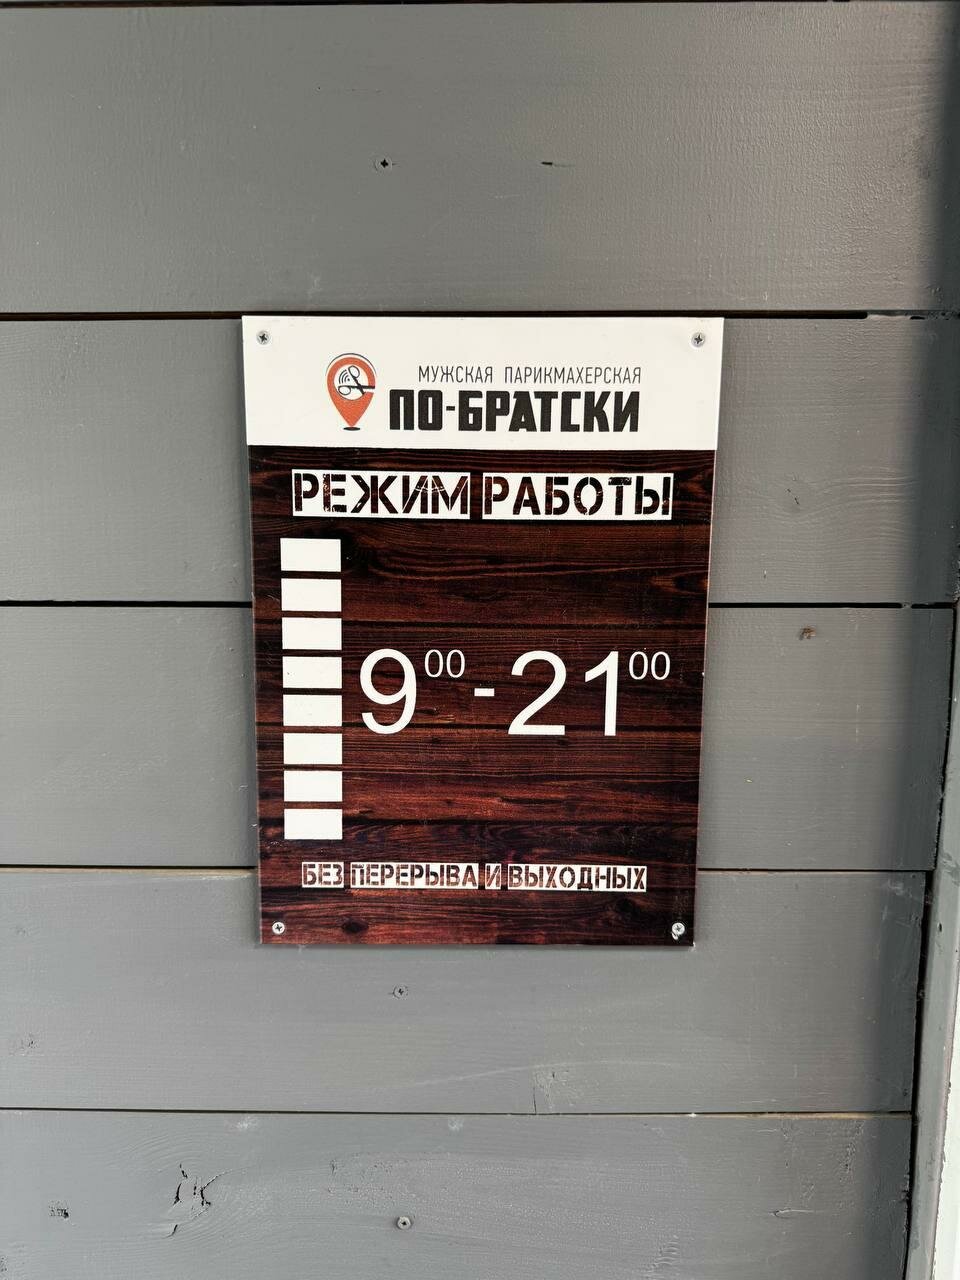 МУЖСКАЯ ПАРИКМАХЕРСКАЯ
ПО-БРАТСКИ
РЕЖИМ РАБОТЫ
9⁰⁰ - 21⁰⁰
БЕЗ ПЕРЕРЫВА И ВЫХОДНЫХ